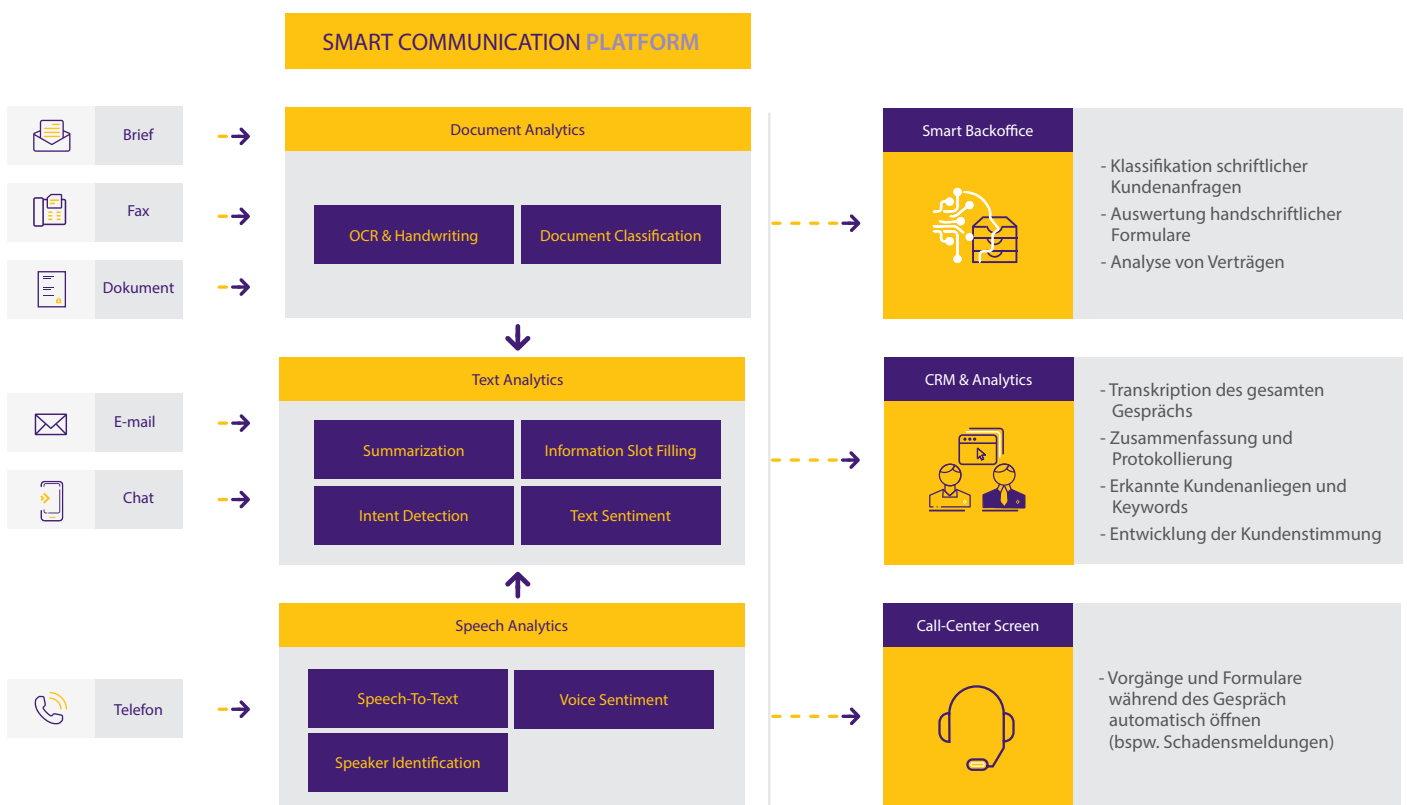 SMART COMMUNICATION PLATFORM
Brief
Fax
Dokument
E-mail
Chat
Telefon
Document Analytics
OCR & Handwriting
Document Classification
Text Analytics
Summarization
Information Slot Filling
Intent Detection
Text Sentiment
Speech Analytics
Speech-To-Text
Voice Sentiment
Speaker Identification
Smart Backoffice
- Klassifikation schriftlicher
Kundenanfragen
- Auswertung handschriftlicher
Formulare
- Analyse von Verträgen
CRM & Analytics
- Transkription des gesamten
Gesprächs
- Zusammenfassung und
Protokollierung
- Erkannte Kundenanliegen und
Keywords
- Entwicklung der Kundenstimmung
Call-Center Screen
- Vorgänge und Formulare
während des Gespräch
automatisch öffnen
(bspw. Schadensmeldungen)